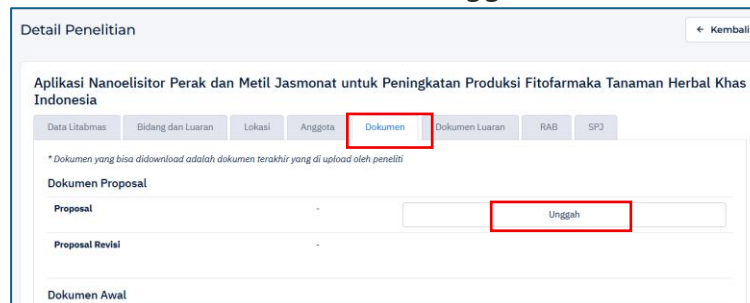 Detail Penelitian
← Kembali
Aplikasi Nanoelisitor Perak dan Metil Jasmonat untuk Peningkatan Produksi Fitofarmaka Tanaman Herbal Khas
Indonesia
Data Litabmas Bidang dan Luaran Lokasi Anggota Dokumen Dokumen Luaran RAB SPJ
* Dokumen yang bisa didownload adalah dokumen terakhir yang di upload oleh peneliti
Dokumen Proposal
Proposal - Unggah
Proposal Revisi -
Dokumen Awal